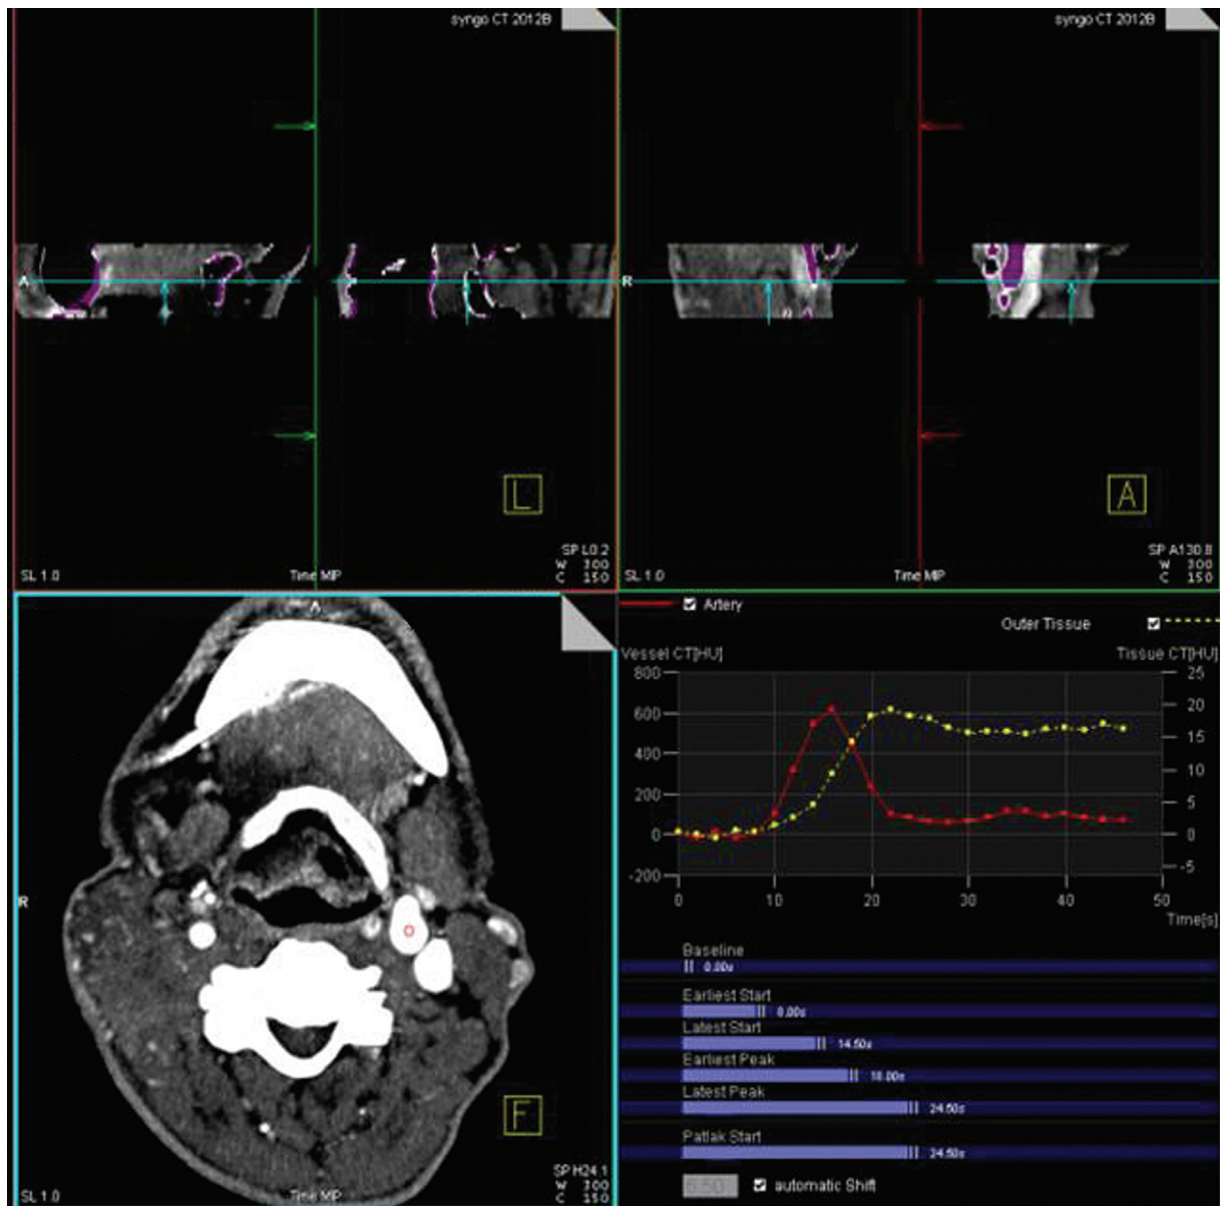 syngo CT 2012B
A
L
SL 1.0
Time MIP
SP L0.2
W 300
C 150
syngo CT 2012B
R
A
SL 1.0
Time MIP
SP A130.8
W 300
C 150
A
R
F
SL 1.0
Time MIP
SP H24.1
W 300
C 150
Artery
Outer Tissue
Vessel CT[HU]
Tissue CT[HU]
800
600
400
200
0
-200
25
20
15
10
5
0
-5
0 10 20 30 40 50
Time[s]
Baseline
0.00s
Earliest Start
8.00s
Latest Start
14.50s
Earliest Peak
18.00s
Latest Peak
24.50s
Patlak Start
24.50s
automatic Shift